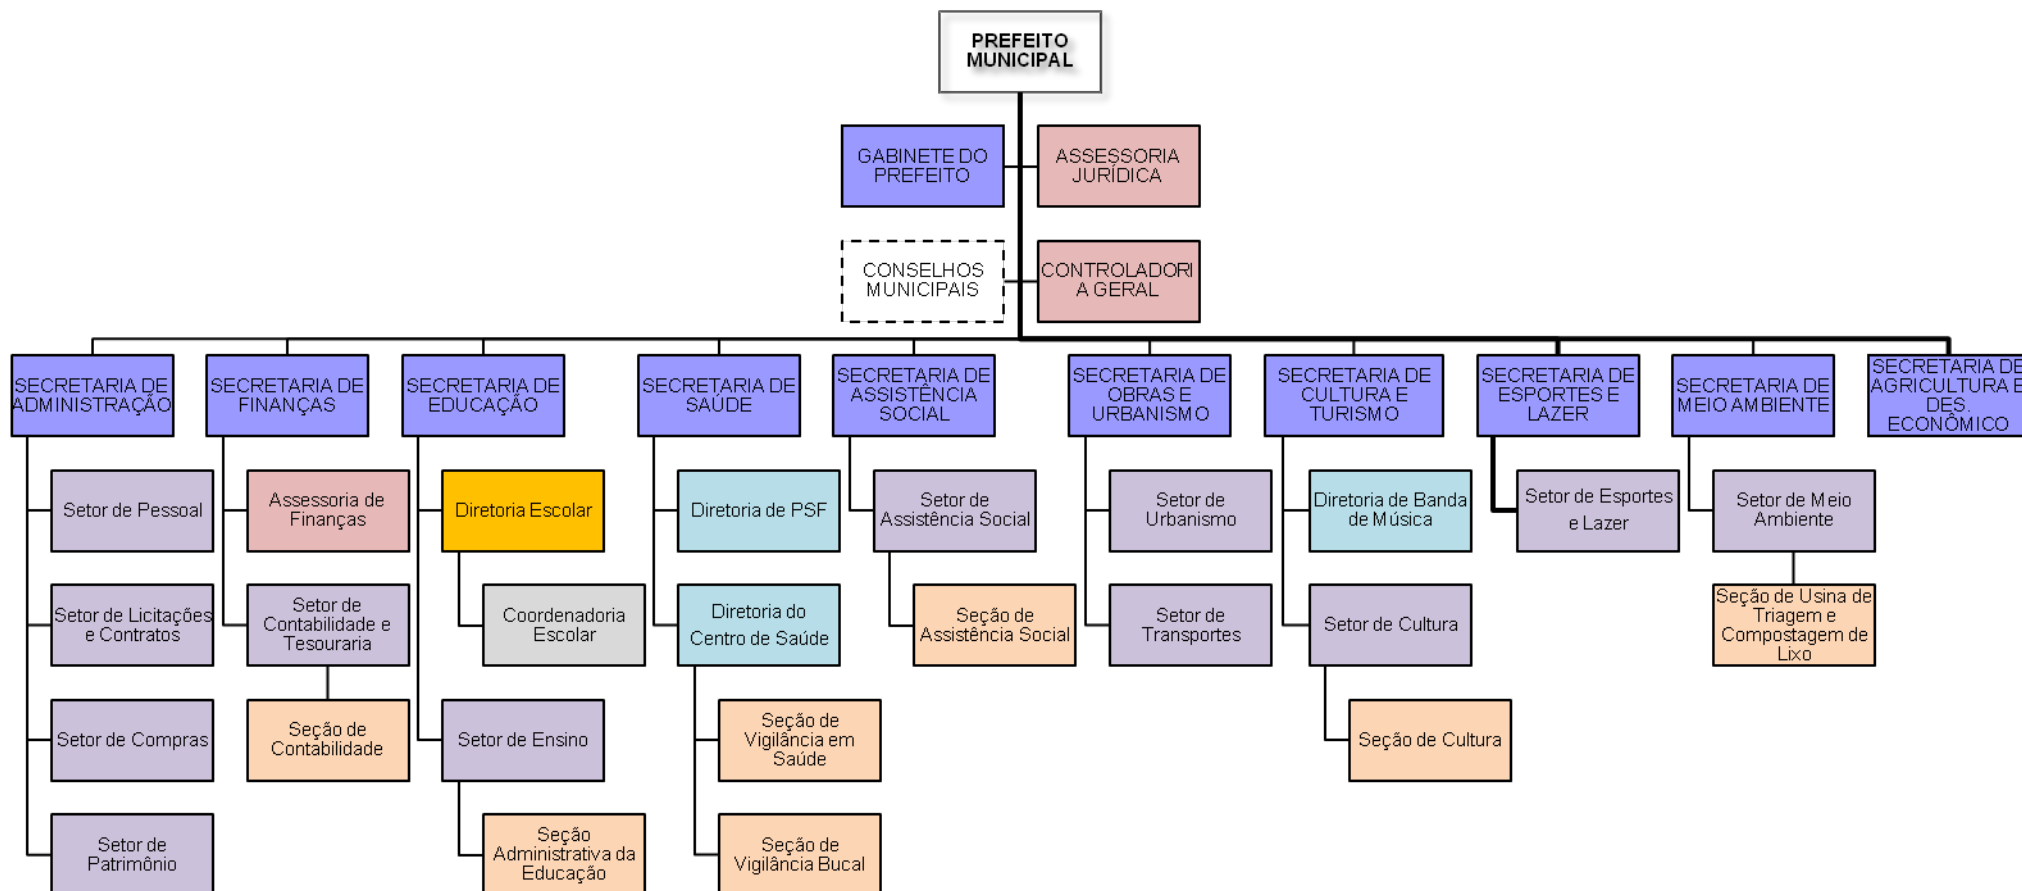 PREFEITO
MUNICIPAL
GABINETE DO
PREFEITO
ASSESSORIA
JURÍDICA
CONSELHOS
MUNICIPAIS
CONTROLADORI
A GERAL
SECRETARIA DE
ADMINISTRAÇÃO
SECRETARIA DE
FINANÇAS
SECRETARIA DE
EDUCAÇÃO
SECRETARIA DE
SAÚDE
SECRETARIA DE
ASSISTÊNCIA
SOCIAL
SECRETARIA DE
OBRAS E
URBANISMO
SECRETARIA DE
CULTURA E
TURISMO
SECRETARIA DE
ESPORTES E
LAZER
SECRETARIA DE
MEIO AMBIENTE
SECRETARIA DE
AGRICULTURA E
DES.
ECONÔMICO
Setor de Pessoal
Assessoria de
Finanças
Diretoria Escolar
Diretoria de PSF
Setor de
Assistência Social
Setor de
Urbanismo
Diretoria de Banda
de Música
Setor de Esportes
e Lazer
Setor de Meio
Ambiente
Setor de Licitações
e Contratos
Setor de
Contabilidade e
Tesouraria
Coordenadoria
Escolar
Diretoria do
Centro de Saúde
Seção de
Assistência Social
Setor de
Transportes
Setor de Cultura
Seção de Usina de
Triagem e
Compostagem de
Lixo
Setor de Compras
Seção de
Contabilidade
Setor de Ensino
Seção de
Vigilância em
Saúde
Seção de Cultura
Setor de
Patrimônio
Seção
Administrativa da
Educação
Seção de
Vigilância Bucal